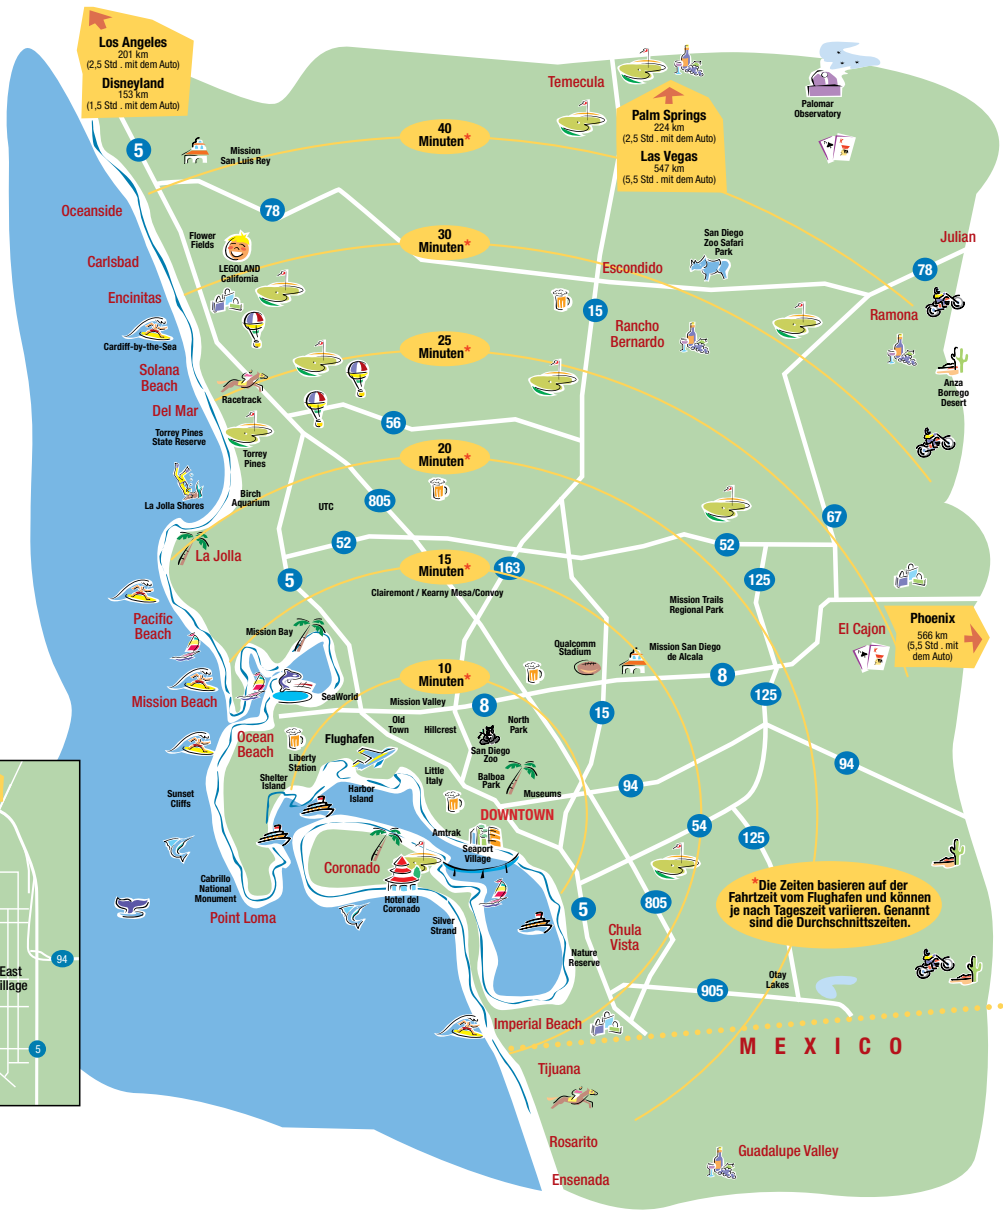 Los Angeles
201 km
(2,5 Std . mit dem Auto)
Disneyland
153 km
(1,5 Std . mit dem Auto)
Temecula
Palm Springs
224 km
(2,5 Std . mit dem Auto)
Las Vegas
547 km
(5,5 Std . mit dem Auto)
Palomar
Observatory
40
Minuten*
5
Mission
San Luis Rey
Oceanside
78
30
Minuten*
Flower
Fields
LEGOLAND
California
Carlsbad
San Diego
Zoo Safari
Park
Julian
Escondido
78
Encinitas
15
Ramona
Rancho
Bernardo
Cardiff-by-the-Sea
25
Minuten*
Solana
Beach
Racetrack
Anza
Borrego
Desert
Del Mar
56
Torrey Pines
State Reserve
Torrey
Pines
20
Minuten*
La Jolla Shores
Birch
Aquarium
UTC
805
67
52
52
La Jolla
15
Minuten*
163
5
125
Clairemont / Kearny Mesa/Convoy
Mission Trails
Regional Park
Pacific
Beach
Mission Bay
El Cajon
Phoenix
566 km
(5,5 Std . mit
dem Auto)
Qualcomm
Stadium
Mission San Diego
de Alcala
10
Minuten*
8
125
Mission Beach
SeaWorld
Mission Valley
8
15
Ocean
Beach
Old
Town
Hillcrest
North
Park
Flughafen
Liberty
Station
San Diego
Zoo
94
Shelter
Island
Harbor
Island
Little
Italy
Balboa
Park
Museums
94
Sunset
Cliffs
DOWNTOWN
54
125
Amtrak
Seaport
Village
Coronado
Cabrillo
National
Monument
Hotel del
Coronado
*Die Zeiten basieren auf der
Fahrtzeit vom Flughafen und können
je nach Tageszeit variieren. Genannt
sind die Durchschnittszeiten.
Point Loma
Silver
Strand
5
805
Chula
Vista
Nature
Reserve
94
East
illage
Otay
Lakes
905
Imperial Beach
5
MEXICO
Tijuana
Rosarito
Guadalupe Valley
Ensenada